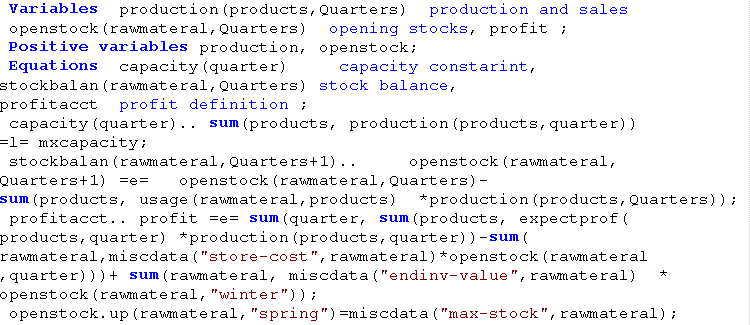 Variables production(products,Quarters) production and sales
openstock(rawmateral,Quarters) opening stocks, profit ;
Positive variables production, openstock;
Equations capacity(quarter) capacity constarint,
stockbalan(rawmateral,Quarters) stock balance,
profitacct profit definition ;
capacity(quarter).. sum(products, production(products,quarter))
=l= mxcapacity;
stockbalan(rawmateral,Quarters+1).. openstock(rawmateral,
Quarters+1) =e= openstock(rawmateral,Quarters)-
sum(products, usage(rawmateral,products) *production(products,Quarters));
profitacct.. profit =e= sum(quarter, sum(products, expectprof(
products,quarter) *production(products,quarter))-sum(
rawmateral,miscdata("store-cost",rawmateral)*openstock(rawmateral
,quarter)))+ sum(rawmateral, miscdata("endinv-value",rawmateral) *
openstock(rawmateral,"winter"));
openstock.up(rawmateral,"spring")=miscdata("max-stock",rawmateral);